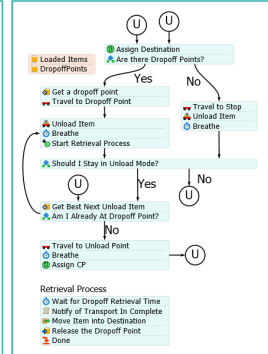 U
U
Assign Destination
Are there Dropoff Points?
Loaded Items
DropoffPoints
Yes
No
Get a dropoff point
Travel to Dropoff Point
Travel to Stop
Unload Item
Breathe
Unload Item
Breathe
Start Retrieval Process
Should I Stay in Unload Mode?
U
Yes
No
U
Get Best Next Unload Item
Am I Already At Dropoff Point?
No
Travel to Unload Point
Breathe
Assign CP
U
Retrieval Process
Wait for Dropoff Retrieval Time
Notify of Transport In Complete
Move Item into Destination
Release the Dropoff Point
Done